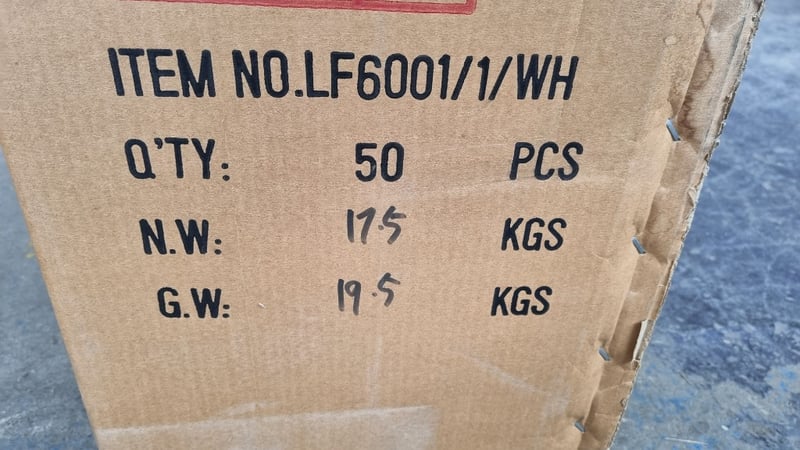 ITEM NO.LF6001/1/WH
Q'TY: 50 PCS
N.W: 17.5 KGS
G.W: 19.5 KGS